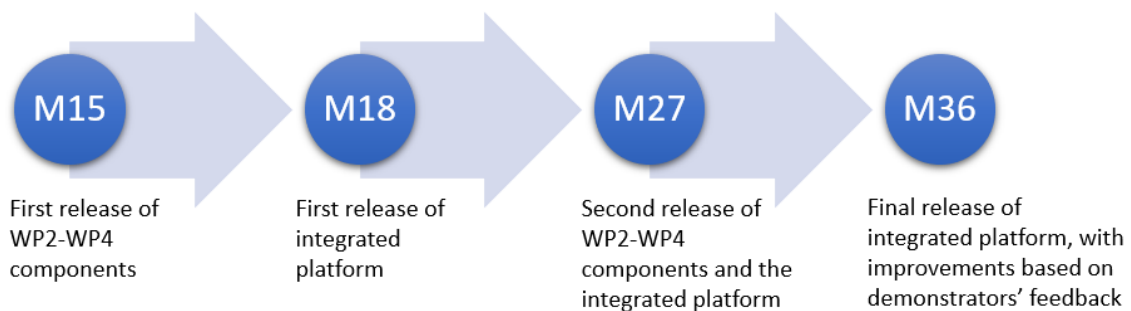 M15
First release of
WP2-WP4
components
M18
First release of
integrated
platform
M27
Second release of
WP2-WP4
components and the
integrated platform
M36
Final release of
integrated platform, with
improvements based on
demonstrators’ feedback